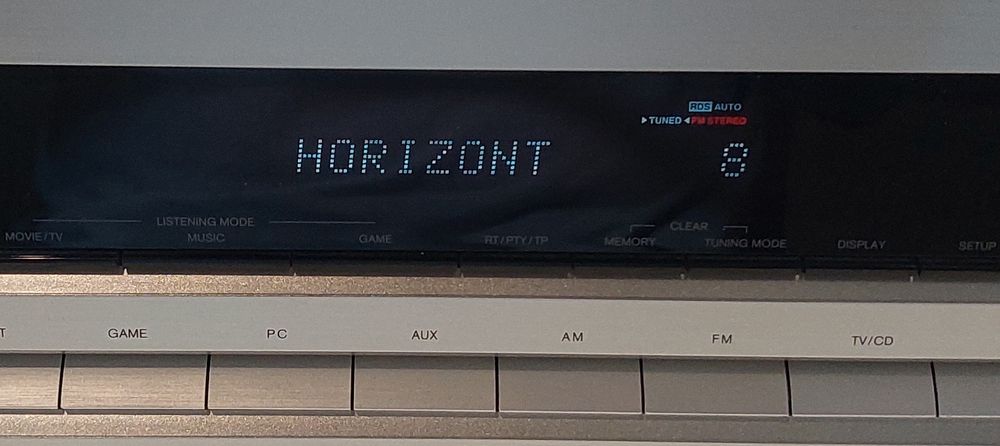 RDS AUTO
►TUNED◄FM STEREO
HORIZONT 8
LISTENING MODE CLEAR
MOVIE/TV MUSIC GAME RT/PTY/TP MEMORY TUNING MODE DISPLAY SETUP
T GAME PC AUX AM FM TV/CD